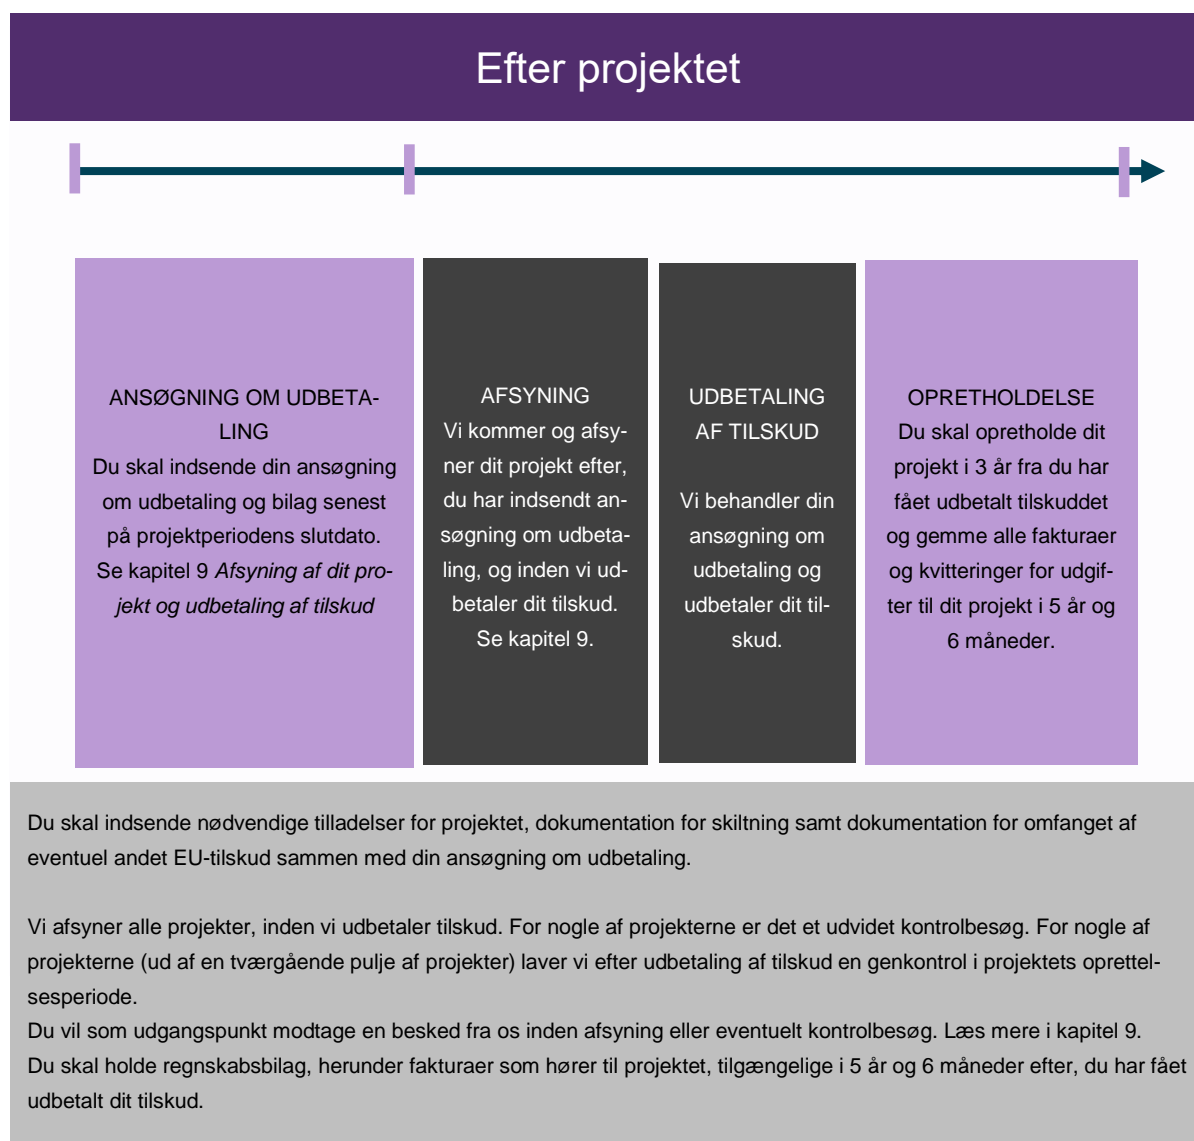 Efter projektet
ANSØGNING OM UDBETA-
LING
Du skal indsende din ansøgning
om udbetaling og bilag senest
på projektperiodens slutdato.
Se kapitel 9 Afsyning af dit pro-
jekt og udbetaling af tilskud
AFSYNING
Vi kommer og afsy-
ner dit projekt efter,
du har indsendt an-
søgning om udbeta-
ling, og inden vi ud-
betaler dit tilskud.
Se kapitel 9.
UDBETALING
AF TILSKUD
Vi behandler din
ansøgning om
udbetaling og
udbetaler dit til-
skud.
OPRETHOLDELSE
Du skal opretholde dit
projekt i 3 år fra du har
fået udbetalt tilskuddet
og gemme alle fakturaer
og kvitteringer for udgif-
ter til dit projekt i 5 år og
6 måneder.
Du skal indsende nødvendige tilladelser for projektet, dokumentation for skiltning samt dokumentation for omfanget af
eventuel andet EU-tilskud sammen med din ansøgning om udbetaling.
Vi afsyner alle projekter, inden vi udbetaler tilskud. For nogle af projekterne er det et udvidet kontrolbesøg. For nogle af
projekterne (ud af en tværgående pulje af projekter) laver vi efter udbetaling af tilskud en genkontrol i projektets oprettel-
sesperiode.
Du vil som udgangspunkt modtage en besked fra os inden afsyning eller eventuelt kontrolbesøg. Læs mere i kapitel 9.
Du skal holde regnskabsbilag, herunder fakturaer som hører til projektet, tilgængelige i 5 år og 6 måneder efter, du har fået
udbetalt dit tilskud.